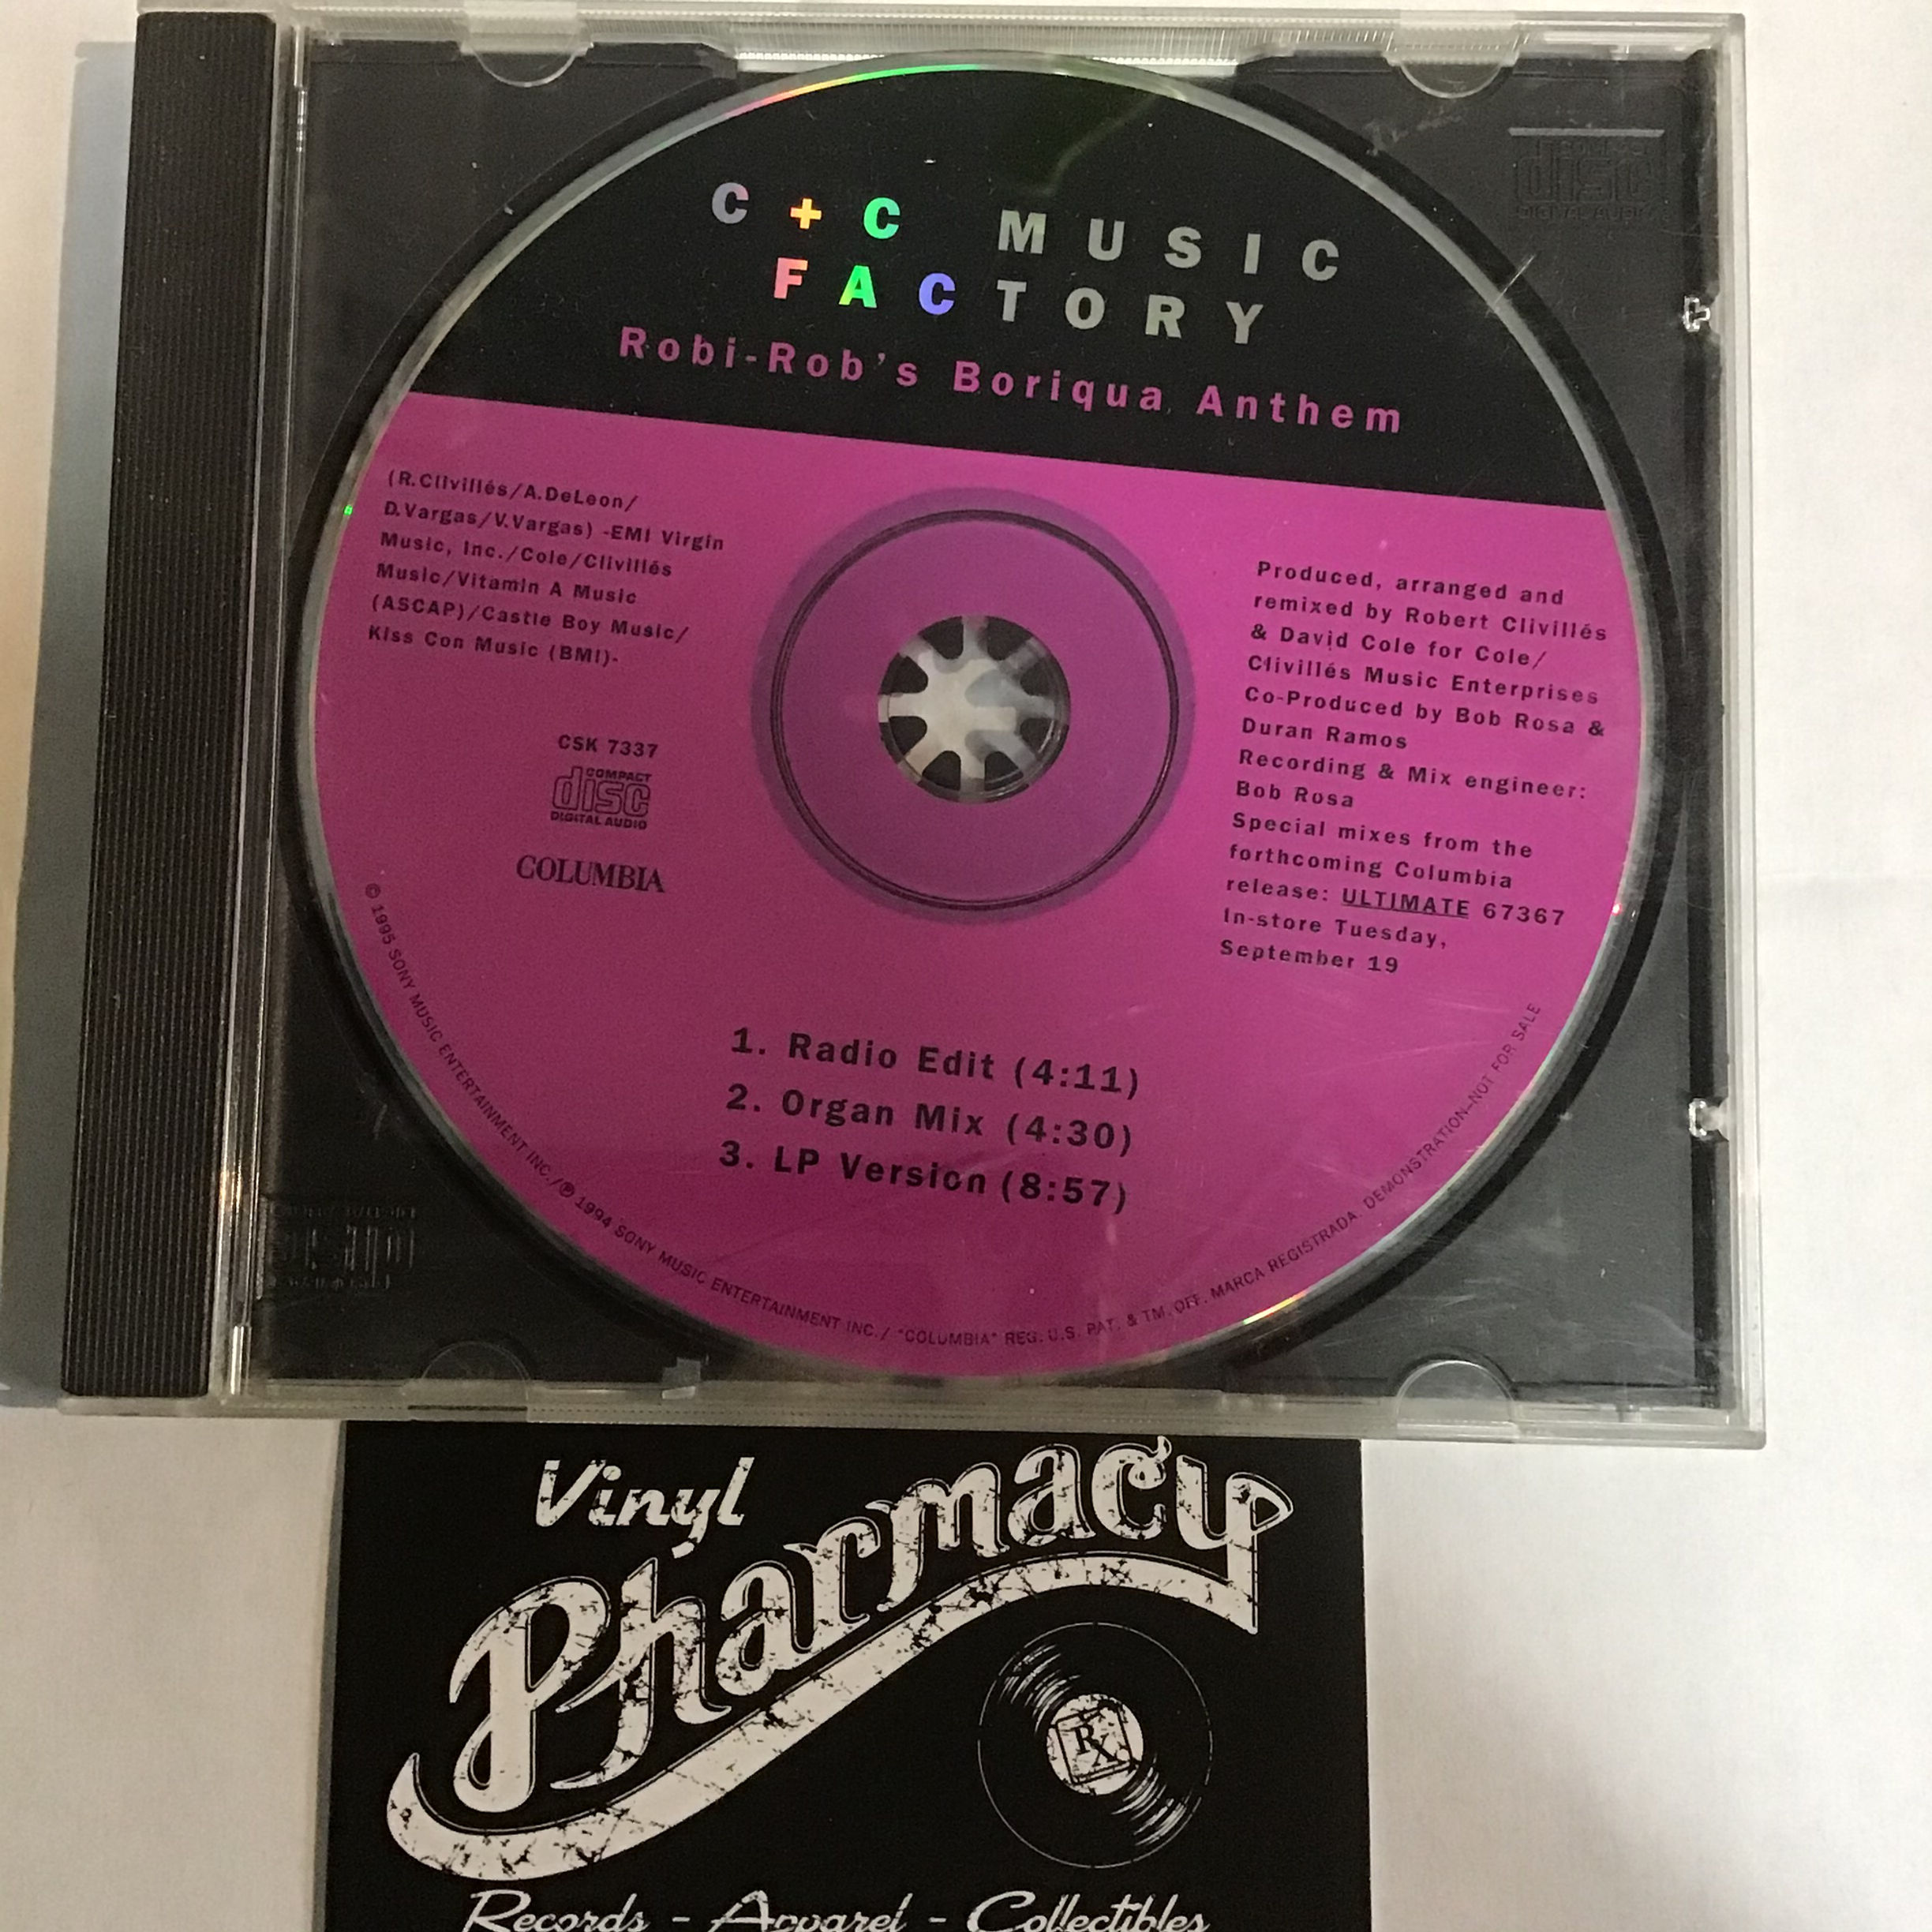 C + C MUSIC
FACTORY
Robi-Rob's Boriqua Anthem
(R.Clivillés/A.DeLeon/
D.Vargas/V.Vargas) -EMI Virgin
Music, Inc./Cole/Clivillés
Music/Vitamin A Music
(ASCAP)/Castle Boy Music/
Kiss Con Music (BMI)-
CSK 7337
COMPACT
disc
DIGITAL AUDIO
COLUMBIA
Produced, arranged and
remixed by Robert Clivillés
& David Cole for Cole/
Clivillés Music Enterprises
Co-Produced by Bob Rosa &
Duran Ramos
Recording & Mix engineer:
Bob Rosa
Special mixes from the
forthcoming Columbia
release: ULTIMATE 67367
In-store Tuesday,
September 19
1. Radio Edit (4:11)
2. Organ Mix (4:30)
3. LP Version (8:57)
© 1995 SONY MUSIC ENTERTAINMENT INC./℗ 1994 SONY MUSIC ENTERTAINMENT INC./ "COLUMBIA" REG. U.S. PAT. & TM. OFF. MARCA REGISTRADA. DEMONSTRATION–NOT FOR SALE
COMPACT
disc
DIGITAL AUDIO
Vinyl
Pharmacy
RX
Records - Apparel - Collectibles